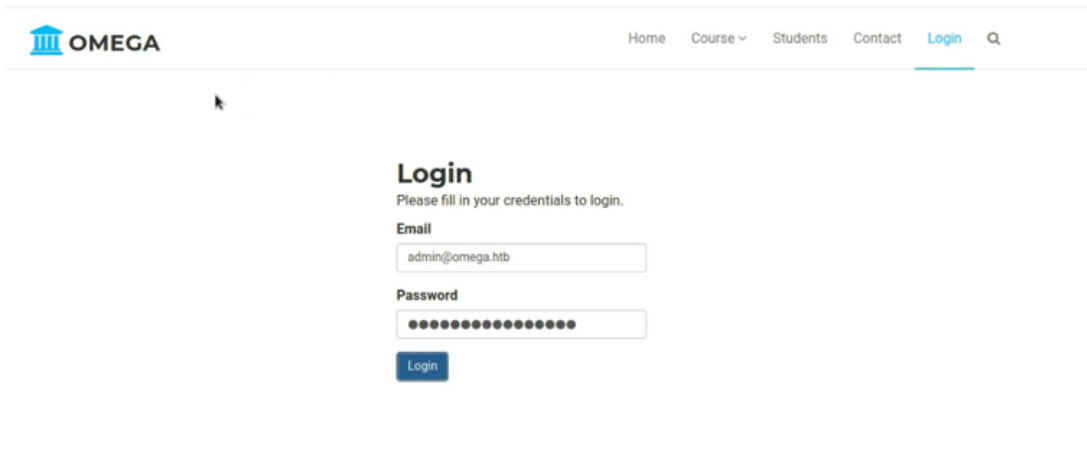 OMEGA
Home Course Students Contact Login
Login
Please fill in your credentials to login.
Email
admin@omega.htb
Password
●●●●●●●●●●●●●●●●
Login